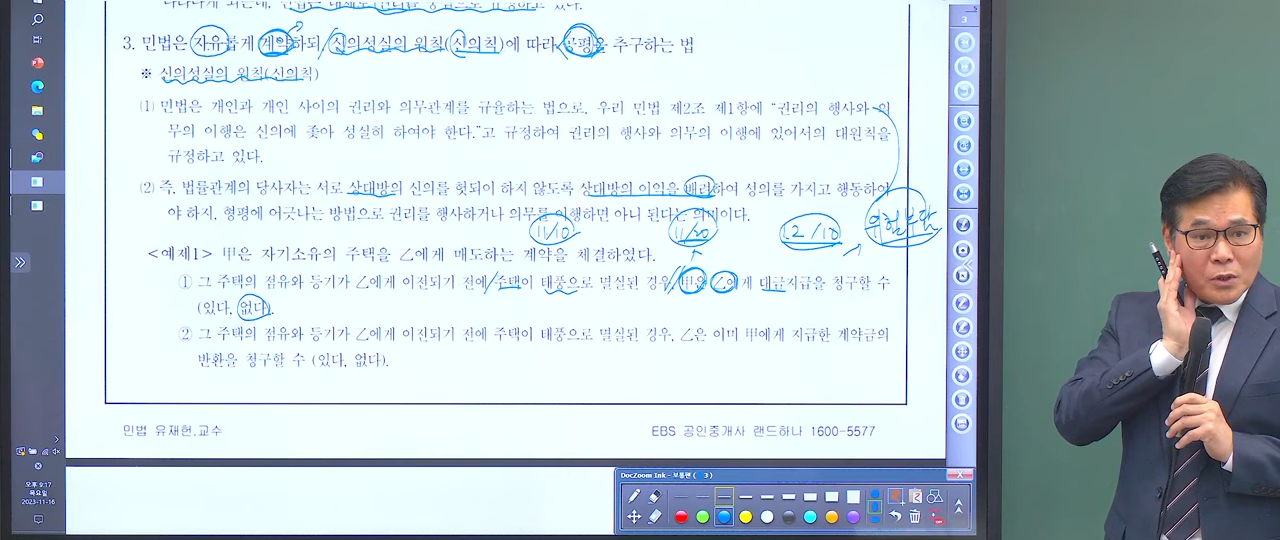 3. 민법은 자유롭게 계약하되 신의성실의 원칙(신의칙)에 따라 공평을 추구하는 법
※ 신의성실의 원칙(신의칙)
(1) 민법은 개인과 개인 사이의 권리와 의무관계를 규율하는 법으로, 우리 민법 제2조 제1항에 "권리의 행사와 의
무의 이행은 신의에 좇아 성실히 하여야 한다."고 규정하여 권리의 행사와 의무의 이행에 있어서의 대원칙을
규정하고 있다.
(2) 즉, 법률관계의 당사자는 서로 상대방의 신의를 헛되이 하지 않도록 상대방의 이익을 배려하여 성의를 가지고 행동하여
야 하지, 형평에 어긋나는 방법으로 권리를 행사하거나 의무를 이행하면 아니 된다는 의미이다.
11/10 11/20 12/10 위험부담
<예제1> 甲은 자기소유의 주택을 乙에게 매도하는 계약을 체결하였다.
① 그 주택의 점유와 등기가 乙에게 이전되기 전에 주택이 태풍으로 멸실된 경우, 甲은 乙에게 대금지급을 청구할 수
(있다, 없다).
② 그 주택의 점유와 등기가 乙에게 이전되기 전에 주택이 태풍으로 멸실된 경우, 乙은 이미 甲에게 지급한 계약금의
반환을 청구할 수 (있다, 없다).
민법 유재헌.교수
EBS 공인중개사 랜드하나 1600-5577
DocZoom Ink - 보통펜( 3)
3
오후 9:17
목요일
2023-11-16